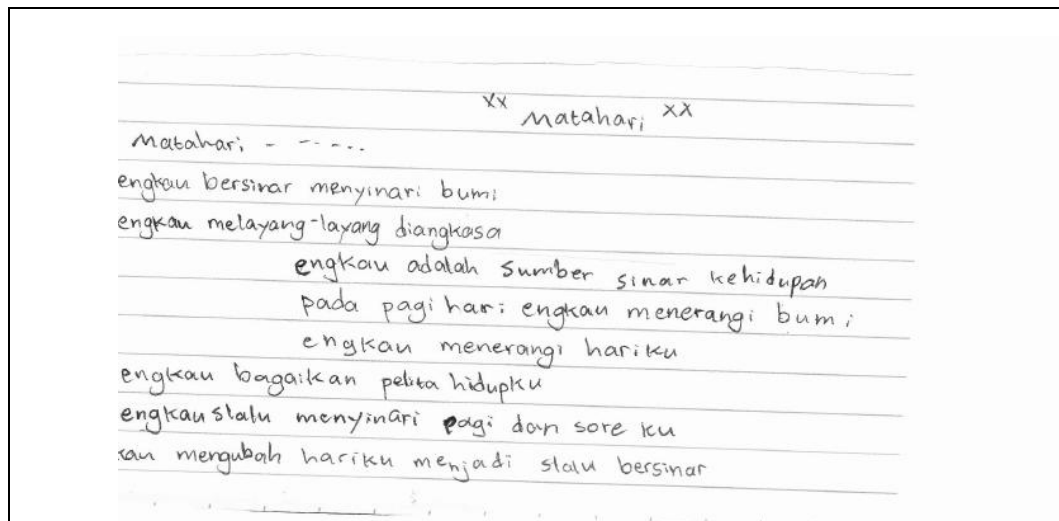 xx Matahari xx
Matahari - - - - . .
engkau bersinar menyinari bumi
engkau melayang-layang diangkasa
engkau adalah sumber sinar kehidupan
pada pagi hari engkau menerangi bumi
engkau menerangi hariku
engkau bagaikan pelita hidupku
engkau slalu menyinari pagi dan sore ku
kau mengubah hariku menjadi slalu bersinar